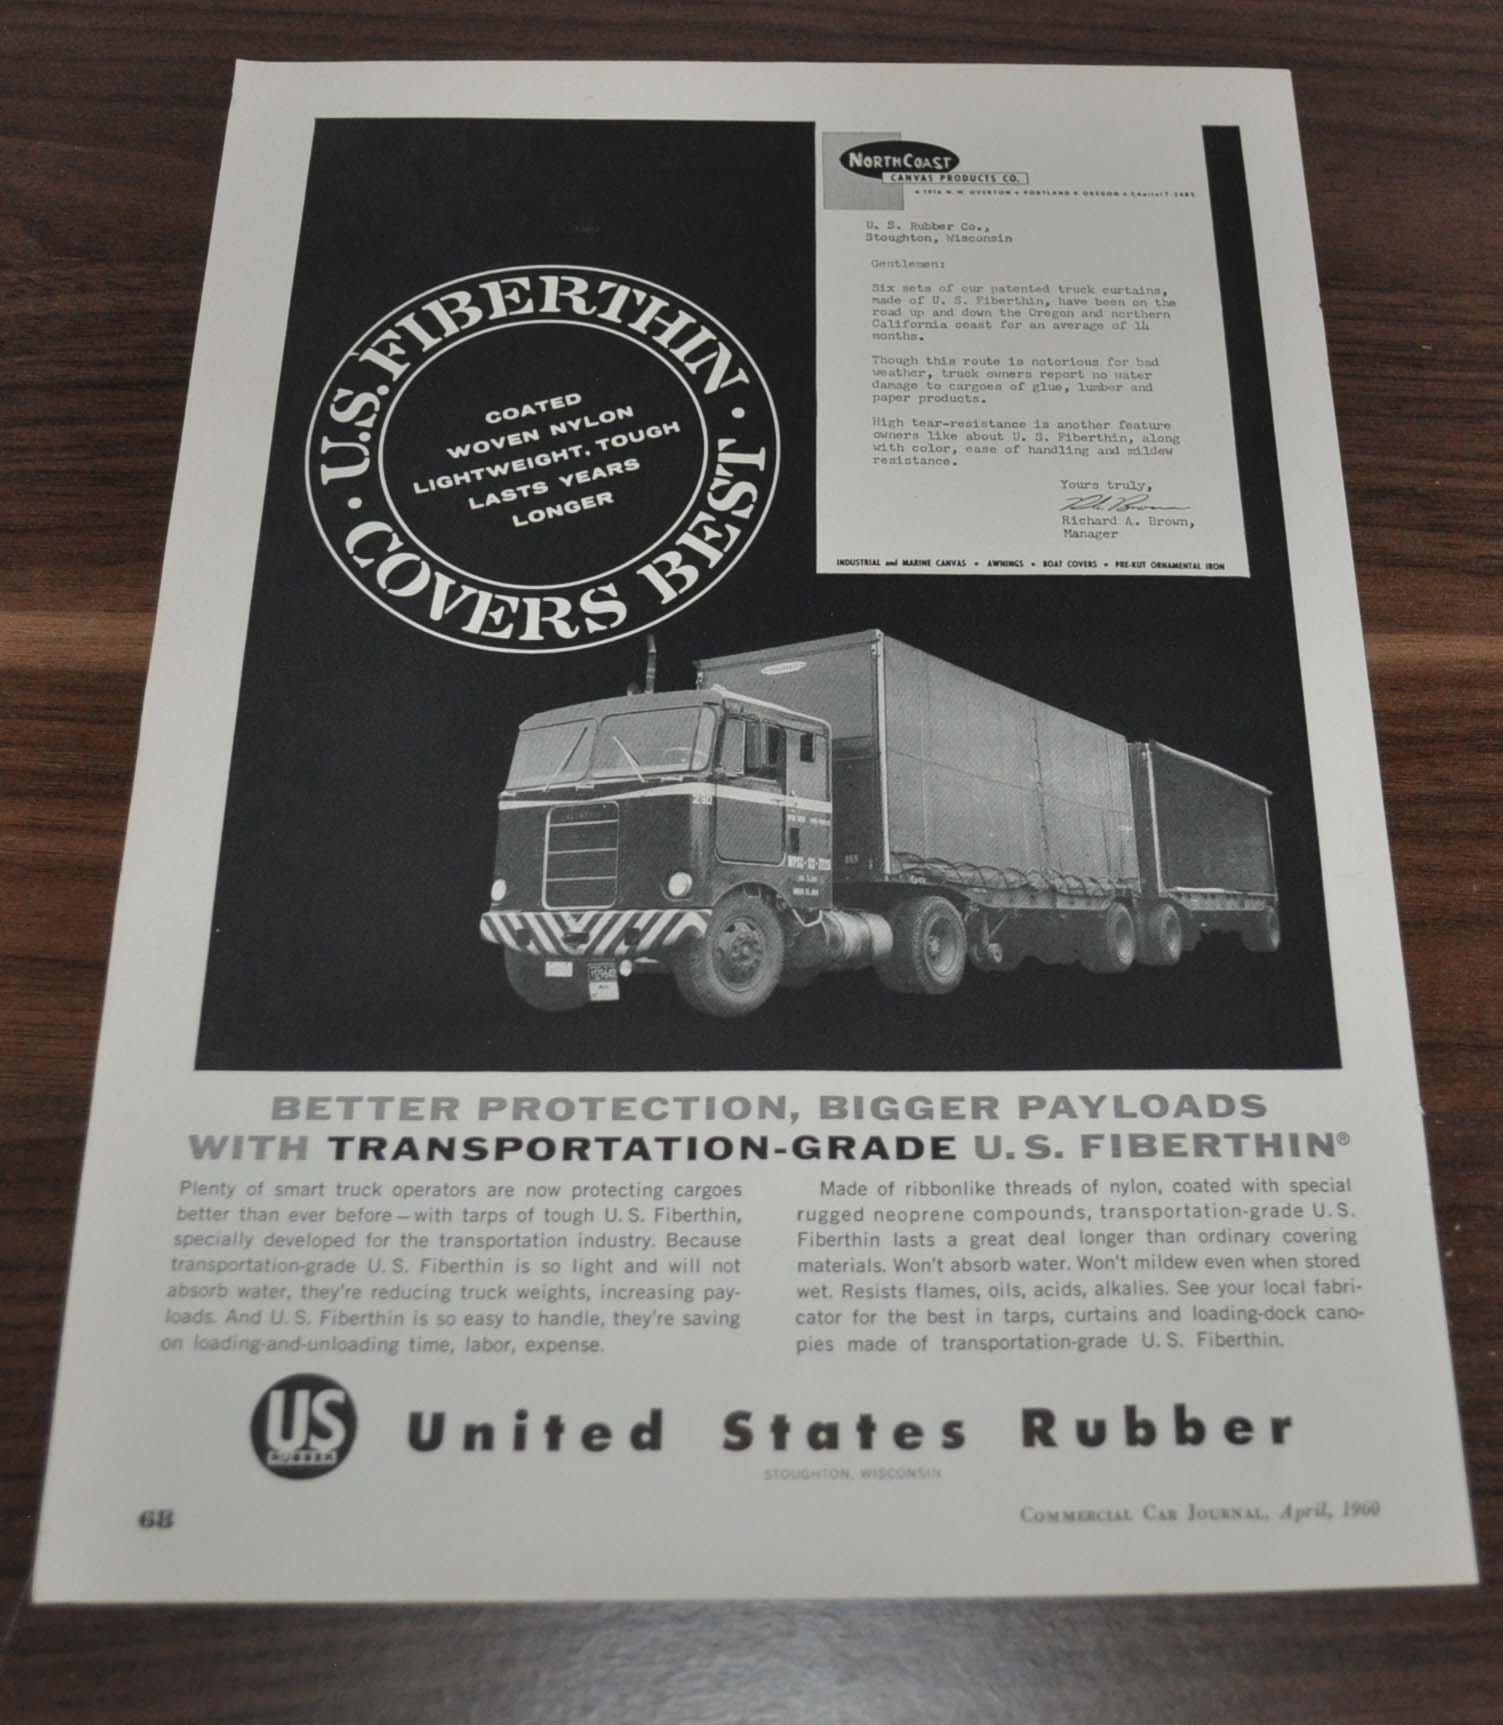 U.S. FIBERTHIN
COVERS BEST
COATED
WOVEN NYLON
LIGHTWEIGHT, TOUGH
LASTS YEARS
LONGER
NORTHCOAST
CANVAS PRODUCTS CO.
PORTLAND OREGON
U. S. Rubber Co.,
Stoughton, Wisconsin
Gentlemen:
Six sets of our patented truck curtains,
made of U. S. Fiberthin, have been on the
road up and down the Oregon and northern
California coast for an average of 14
months.
Though this route is notorious for bad
weather, truck owners report no water
damage to cargoes of glue, lumber and
paper products.
High tear-resistance is another feature
owners like about U. S. Fiberthin, along
with color, ease of handling and mildew
resistance.
Yours truly,
Richard A. Brown,
Manager
INDUSTRIAL and MARINE CANVAS • AWNINGS • BOAT COVERS • PRE-KUT ORNAMENTAL IRON
BETTER PROTECTION, BIGGER PAYLOADS
WITH TRANSPORTATION-GRADE U.S. FIBERTHIN®
Plenty of smart truck operators are now protecting cargoes
better than ever before—with tarps of tough U. S. Fiberthin,
specially developed for the transportation industry. Because
transportation-grade U. S. Fiberthin is so light and will not
absorb water, they're reducing truck weights, increasing pay-
loads. And U. S. Fiberthin is so easy to handle, they're saving
on loading-and-unloading time, labor, expense.
Made of ribbonlike threads of nylon, coated with special
rugged neoprene compounds, transportation-grade U. S.
Fiberthin lasts a great deal longer than ordinary covering
materials. Won't absorb water. Won't mildew even when stored
wet. Resists flames, oils, acids, alkalies. See your local fabri-
cator for the best in tarps, curtains and loading-dock cano-
pies made of transportation-grade U. S. Fiberthin.
US
RUBBER
United States Rubber
STOUGHTON, WISCONSIN
COMMERCIAL CAR JOURNAL, April, 1960